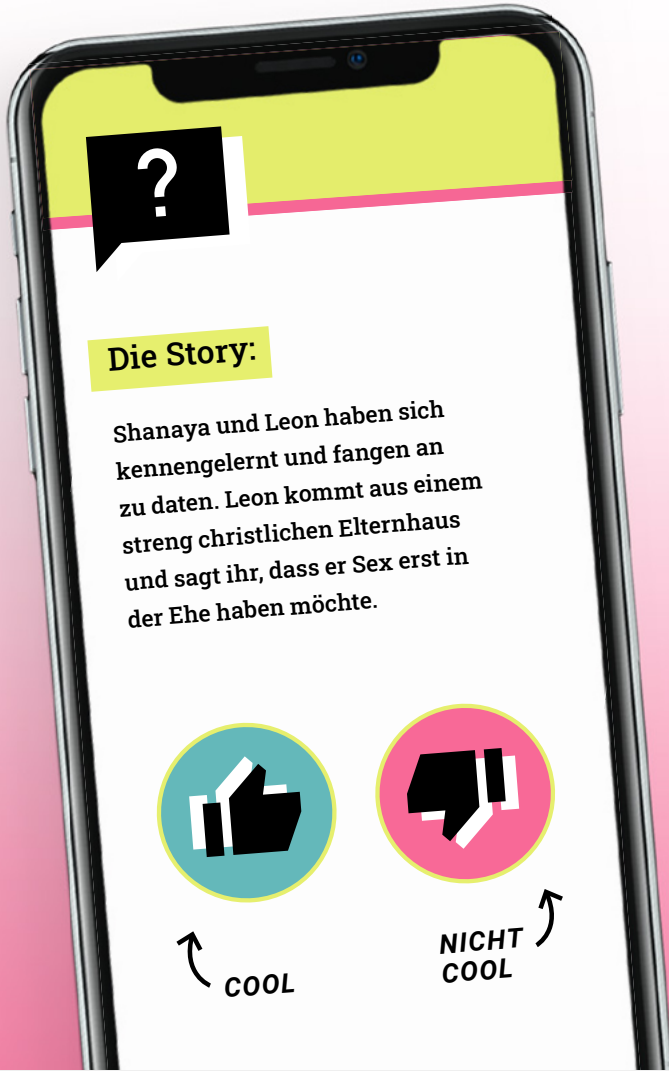 ?
Die Story:
Shanaya und Leon haben sich
kennengelernt und fangen an
zu daten. Leon kommt aus einem
streng christlichen Elternhaus
und sagt ihr, dass er Sex erst in
der Ehe haben möchte.
COOL
NICHT
COOL